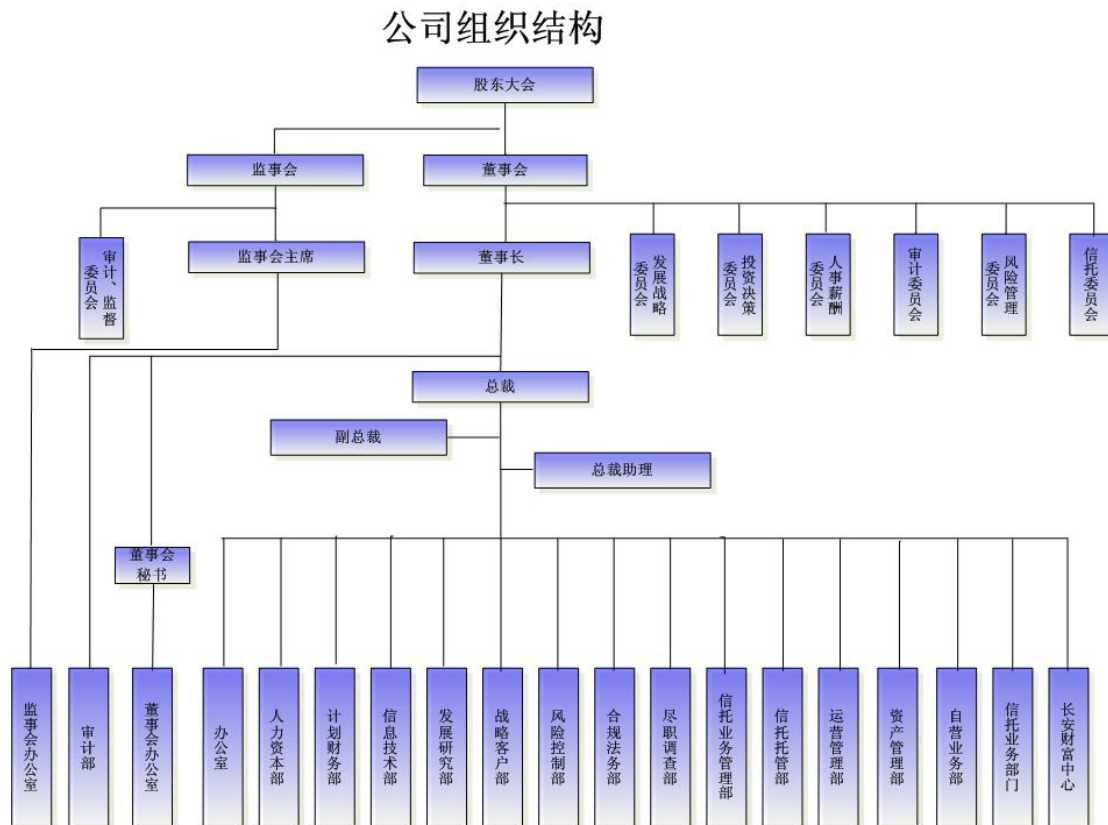 公司组织结构
股东大会
监事会
董事会
审计、监督
委员会
监事会主席
董事长
发展战略
委员会
投资决策
委员会
人事薪酬
委员会
审计委员会
风险管理
委员会
信托委员会
总裁
副总裁
总裁助理
董事会
秘书
监事会办公室
审计部
董事会办公室
办公室
人力资本部
计划财务部
信息技术部
发展研究部
战略客户部
风险控制部
合规法务部
尽职调查部
信托业务管理部
信托托管部
运营管理部
资产管理部
自营业务部
信托业务部门
长安财富中心